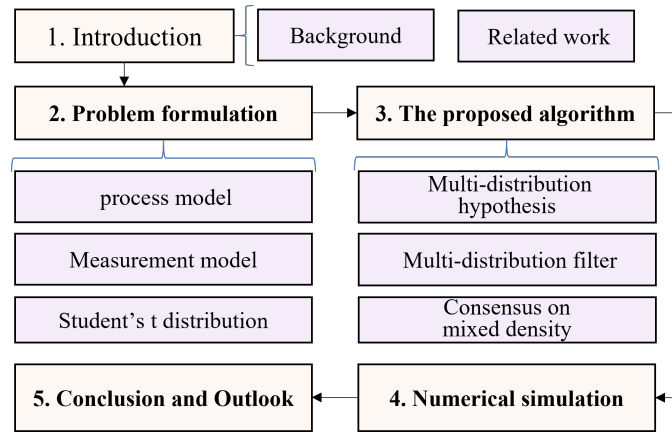 1. Introduction
Background
Related work
2. Problem formulation
3. The proposed algorithm
process model
Measurement model
Student's t distribution
Multi-distribution
hypothesis
Multi-distribution filter
Consensus on
mixed density
5. Conclusion and Outlook
4. Numerical simulation